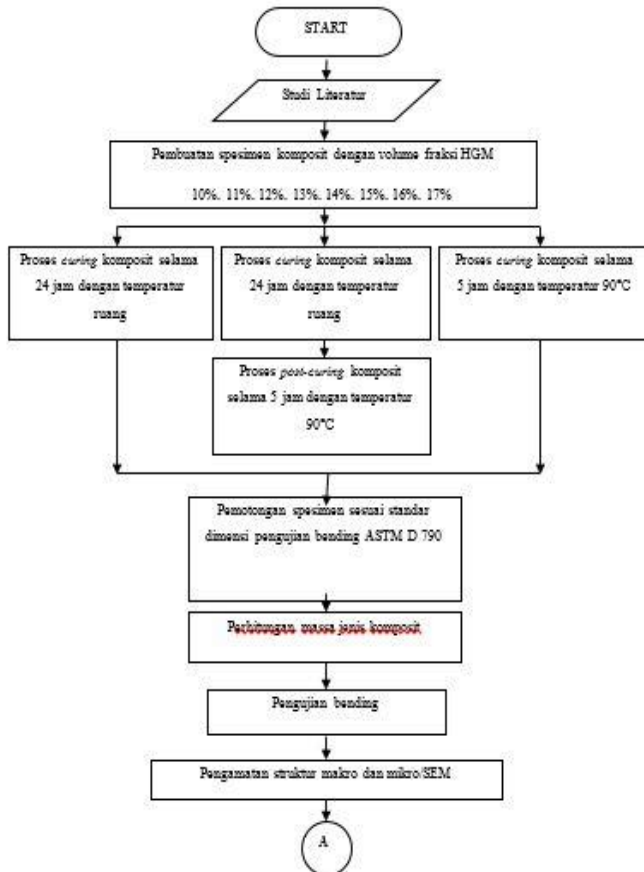 START
Studi Literatur
Pembuatan spesimen komposit dengan volume fraksi HGM
10%. 11%. 12%. 13%. 14%. 15%. 16%. 17%
Proses curing komposit selama
24 jam dengan temperatur
ruang
Proses curing komposit selama
24 jam dengan temperatur
ruang
Proses curing komposit selama
5 jam dengan temperatur 90°C
Proses post-curing komposit
selama 5 jam dengan temperatur
90°C
Pemotongan spesimen sesuai standar
dimensi pengujian bending ASTM D 790
Perhitungan massa jenis komposit
Pengujian bending
Pengamatan struktur makro dan mikro/SEM
A